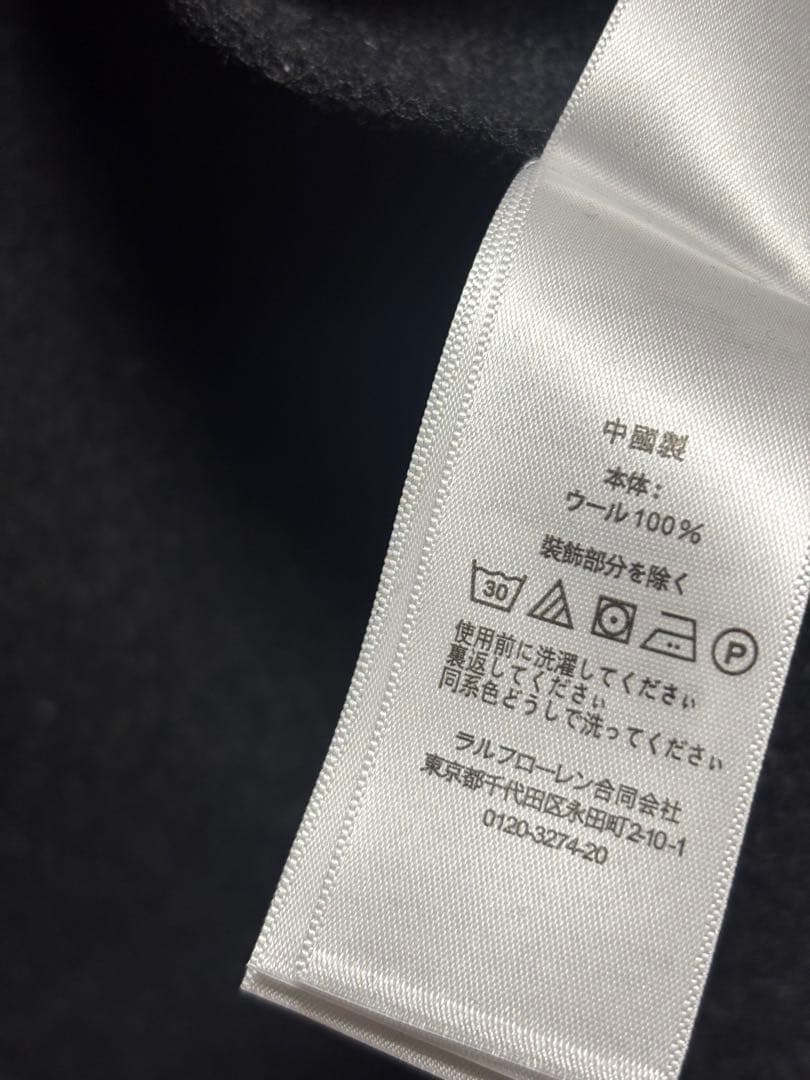 中國製
本体:
ウール100%
装飾部分を除く
30
P
使用前に洗濯してください
裏返してください
同系色どうしで洗ってください
ラルフローレン合同会社
東京都千代田区永田町2-10-1
0120-3274-20